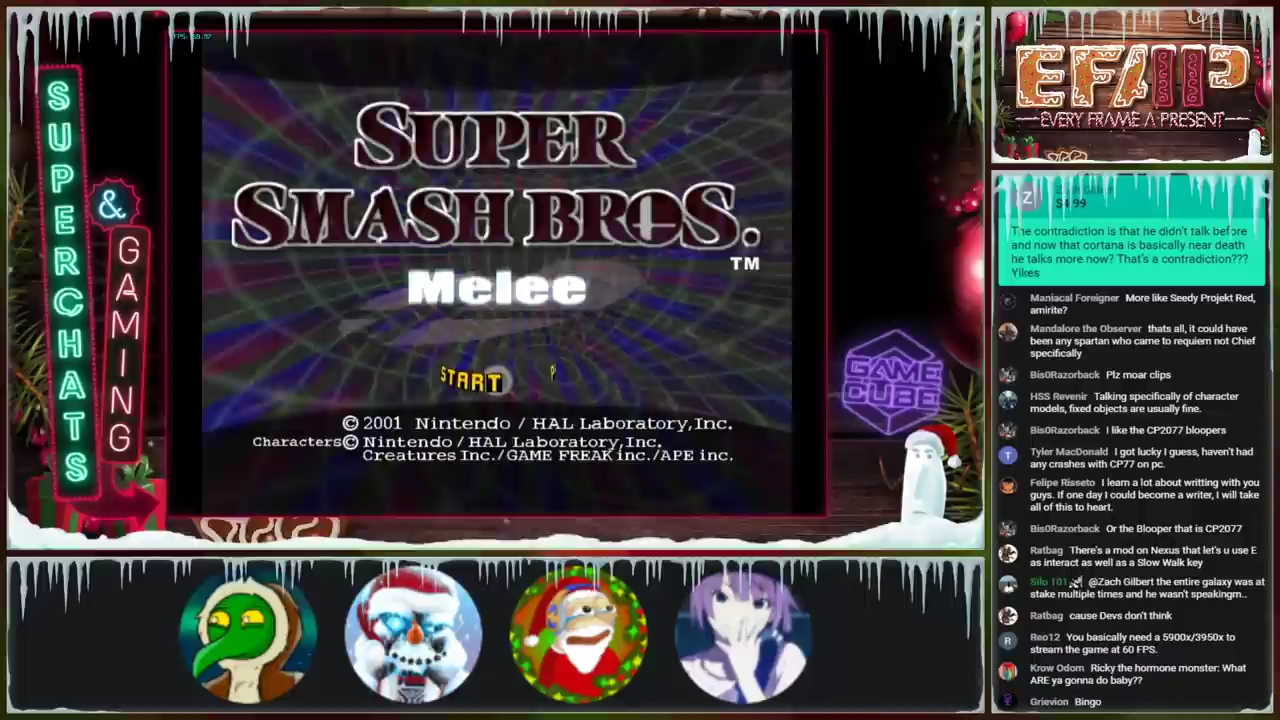 FPS: 59.97
SUPERCHATS
&
GAMING
SUPER
SMASH BROS.
TM
Melee
START P
© 2001 Nintendo / HAL Laboratory,Inc.
Characters© Nintendo / HAL Laboratory,Inc.
Creatures Inc./GAME FREAK inc./APE inc.
GAME
CUBE
EFAP
EVERY FRAME A PRESENT
Z
$4.99
The contradiction is that he didn't talk before
and now that cortana is basically near death
he talks more now? That's a contradiction???
Yikes
Maniacal Foreigner More like Seedy Projekt Red,
amirite?
Mandalore the Observer thats all, it could have
been any spartan who came to requiem not Chief
specifically
Bis0Razorback Plz moar clips
HSS Revenir Talking specifically of character
models, fixed objects are usually fine.
Bis0Razorback I like the CP2077 bloopers
T
Tyler MacDonald I got lucky I guess, haven't had
any crashes with CP77 on pc.
Felipe Risseto I learn a lot about writting with you
guys. If one day I could become a writer, I will take
all of this to heart.
Bis0Razorback Or the Blooper that is CP2077
Ratbag There's a mod on Nexus that let's u use E
as interact as well as a Slow Walk key
Silo 101 @Zach Gilbert the entire galaxy was at
stake multiple times and he wasn't speakingm..
Ratbag cause Devs don't think
R
Reo12 You basically need a 5900x/3950x to
stream the game at 60 FPS.
Krow Odom Ricky the hormone monster: What
ARE ya gonna do baby??
Grievion Bingo